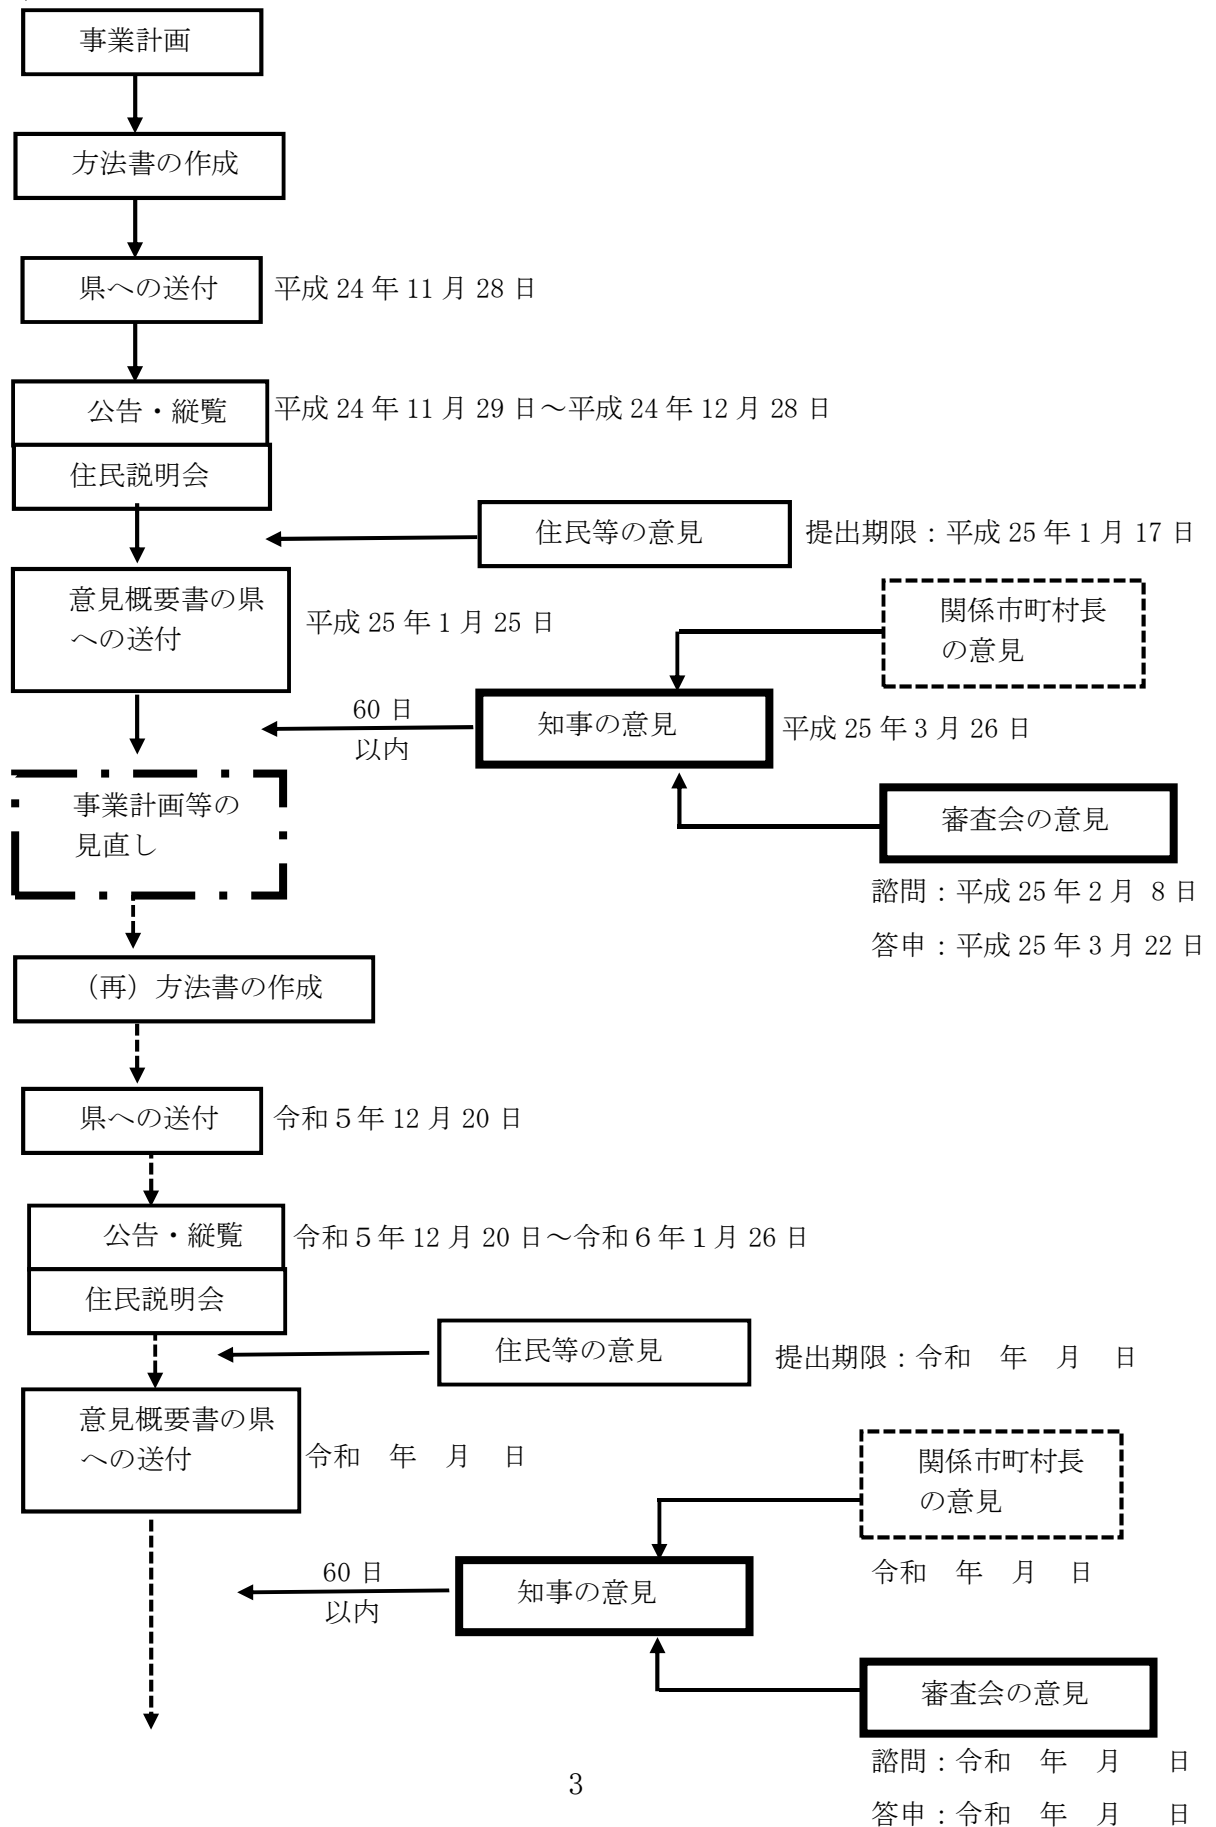 事業計画
方法書の作成
県への送付 平成 24 年 11 月 28 日
公告・縦覧 平成 24 年 11 月 29 日～平成 24 年 12 月 28 日
住民説明会
住民等の意見 提出期限：平成 25 年 1 月 17 日
意見概要書の県
への送付
平成 25 年 1 月 25 日
関係市町村長
の意見
60 日
以内
知事の意見 平成 25 年 3 月 26 日
事業計画等の
見直し
審査会の意見
諮問：平成 25 年 2 月 8 日
答申：平成 25 年 3 月 22 日
（再）方法書の作成
県への送付 令和５年 12 月 20 日
公告・縦覧 令和５年 12 月 20 日～令和６年１月 26 日
住民説明会
住民等の意見 提出期限：令和　年　月　日
意見概要書の県
への送付
令和　年　月　日
関係市町村長
の意見
令和　年　月　日
60 日
以内
知事の意見
審査会の意見
諮問：令和　年　月　日
答申：令和　年　月　日
3